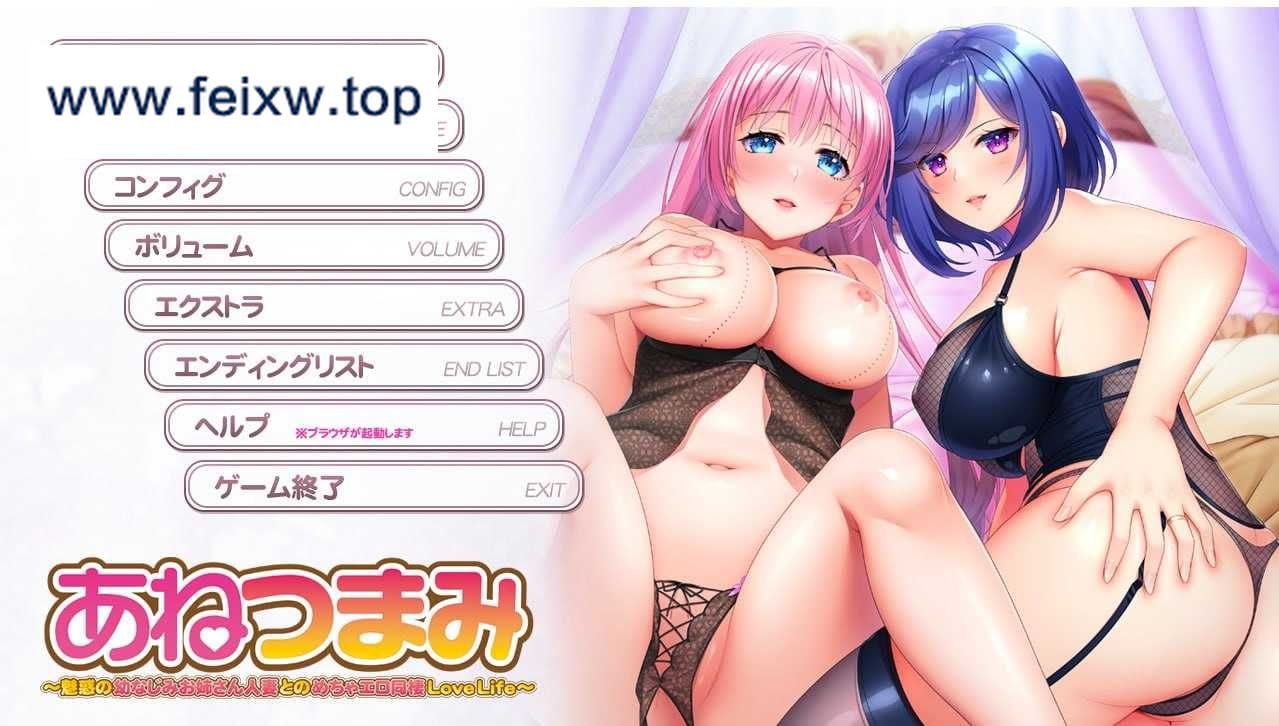 www.feixw.top
コンフィグ CONFIG
ボリューム VOLUME
エクストラ EXTRA
エンディングリスト END LIST
ヘルプ ※ブラウザが起動します HELP
ゲーム終了 EXIT
あねつまみ
～魅惑の幼なじみお姉さん人妻とのめちゃエロ同棲LoveLife～